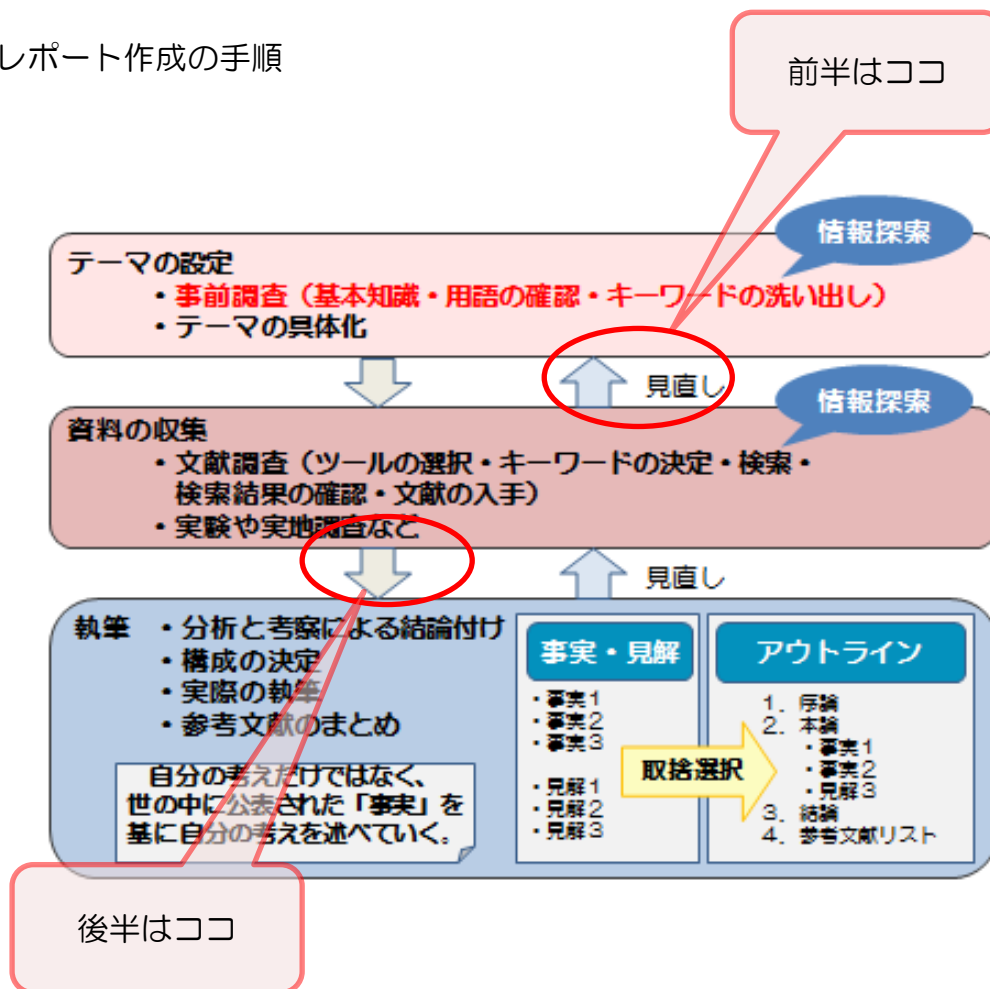 レポート作成の手順
前半はココ
情報探索
テーマの設定
・事前調査（基本知識・用語の確認・キーワードの洗い出し）
・テーマの具体化
見直し
情報探索
資料の収集
・文献調査（ツールの選択・キーワードの決定・検索・
検索結果の確認・文献の入手）
・実験や実地調査など
見直し
執筆 ・分析と考察による結論付け
・構成の決定
・実際の執筆
・参考文献のまとめ
自分の考えだけではなく、
世の中に公表された「事実」を
基に自分の考えを述べていく。
事実・見解
・事実1
・事実2
・事実3
・見解1
・見解2
・見解3
取捨選択
アウトライン
1. 序論
2. 本論
・事実1
・事実2
・見解3
3. 結論
4. 参考文献リスト
後半はココ